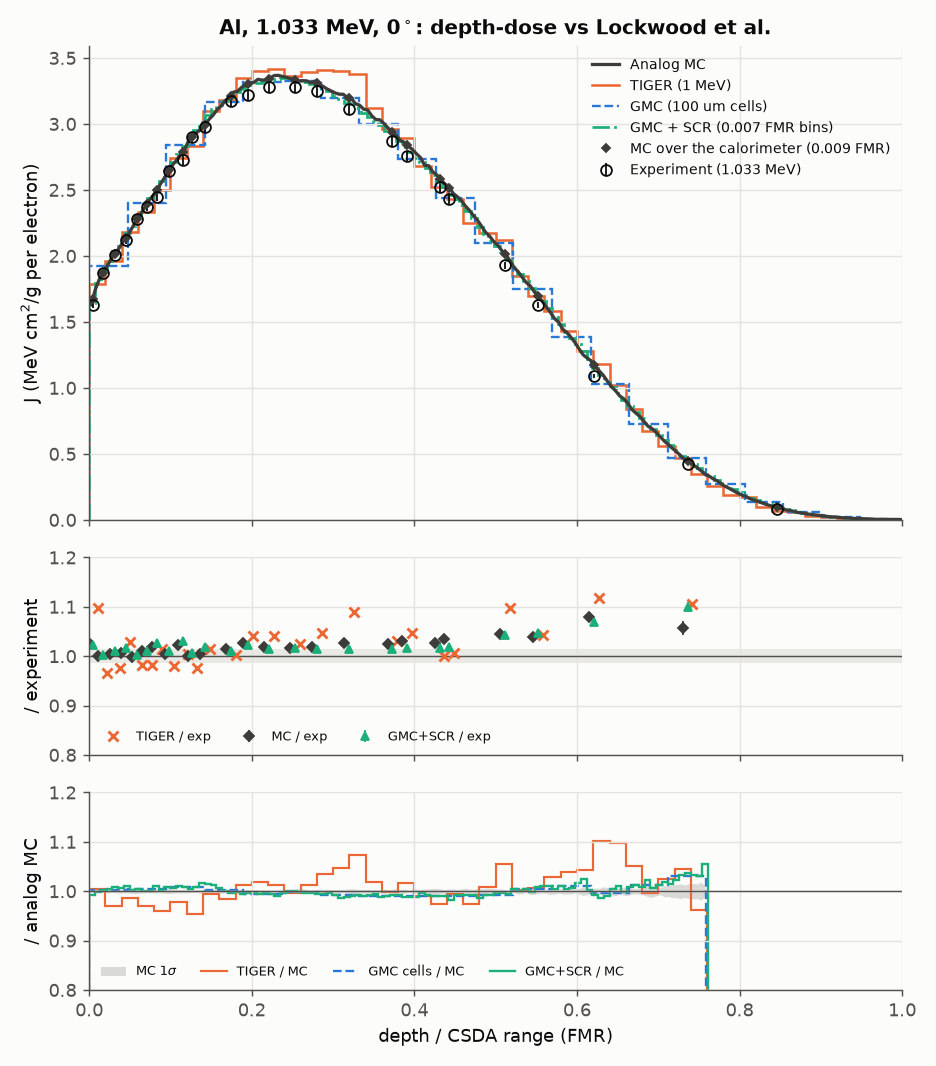 Al, 1.033 MeV, 0°: depth-dose vs Lockwood et al.
J (MeV cm²/g per electron)
3.5
3.0
2.5
2.0
1.5
1.0
0.5
0.0
Analog MC
TIGER (1 MeV)
GMC (100 um cells)
GMC + SCR (0.007 FMR bins)
MC over the calorimeter (0.009 FMR)
Experiment (1.033 MeV)
/ experiment
1.2
1.1
1.0
0.9
0.8
TIGER / exp
MC / exp
GMC+SCR / exp
/ analog MC
1.2
1.1
1.0
0.9
0.8
MC 1σ
TIGER / MC
GMC cells / MC
GMC+SCR / MC
0.0
0.2
0.4
0.6
0.8
1.0
depth / CSDA range (FMR)